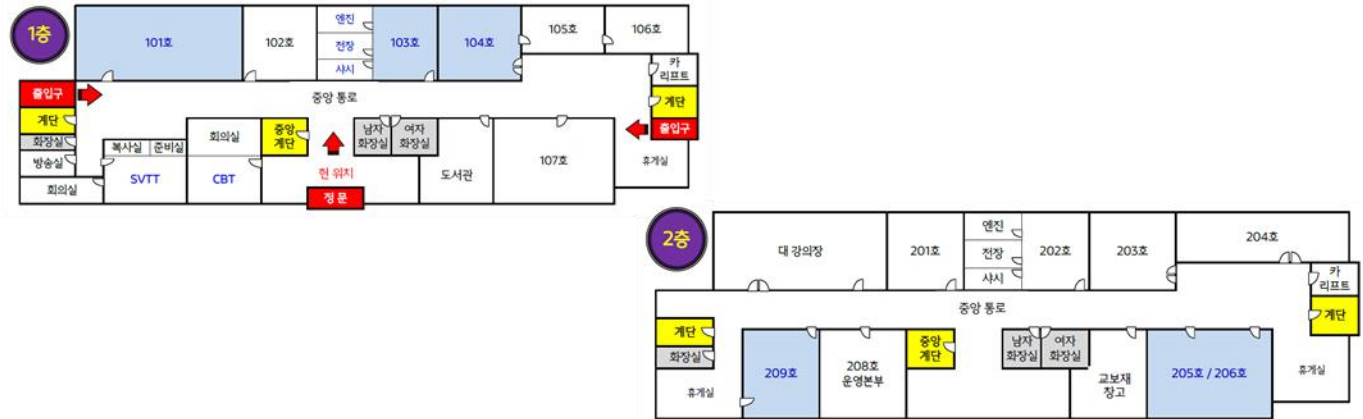 1층
101호
102호
엔진
전장
샤시
103호
104호
105호
106호
카
리프트
출입구
계단
화장실
방송실
회의실
중앙 통로
계단
출입구
휴게실
복사실
준비실
SVTT
회의실
CBT
중앙
계단
현 위치
정문
남자
화장실
여자
화장실
도서관
107호
2층
대 강의장
201호
엔진
전장
샤시
202호
203호
204호
카
리프트
중앙 통로
계단
계단
화장실
휴게실
209호
208호
운영본부
중앙
계단
남자
화장실
여자
화장실
교보재
창고
205호 / 206호
휴게실